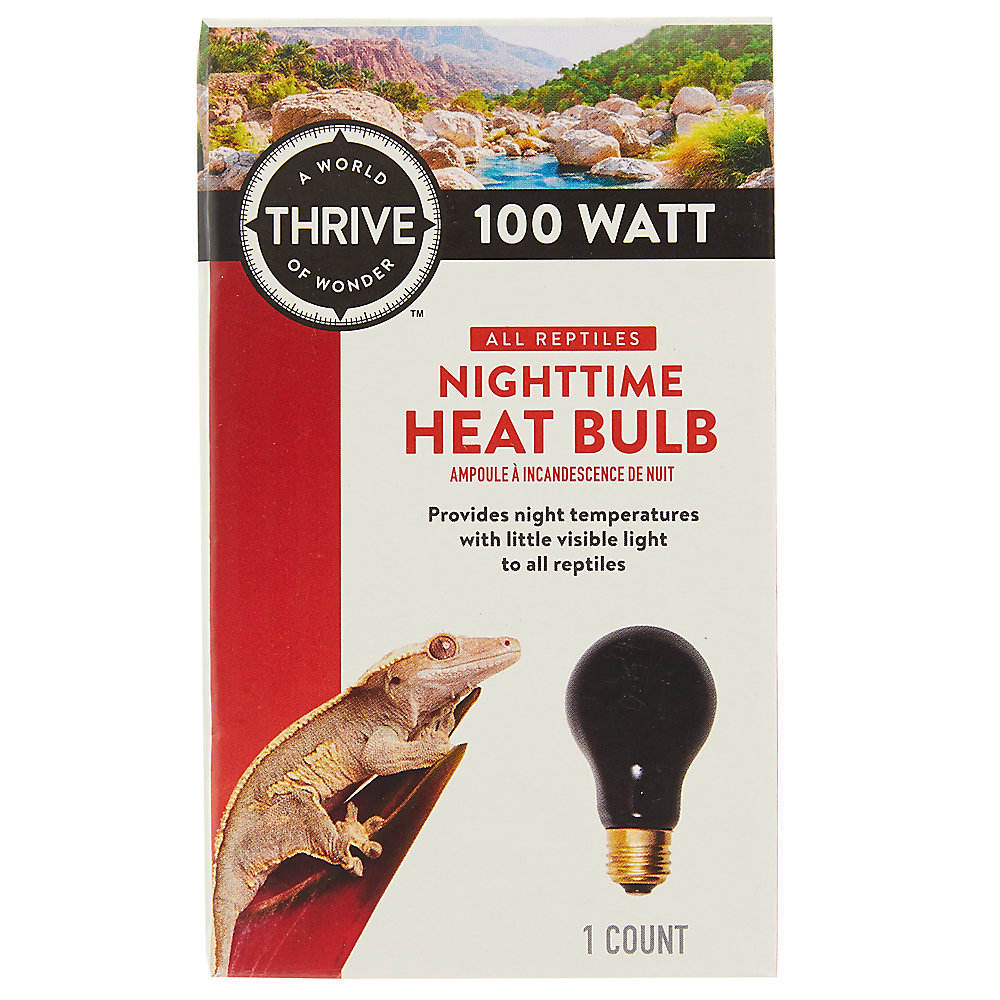 A WORLD
THRIVE
OF WONDER
™
100 WATT
ALL REPTILES
NIGHTTIME
HEAT BULB
AMPOULE À INCANDESCENCE DE NUIT
Provides night temperatures
with little visible light
to all reptiles
1 COUNT